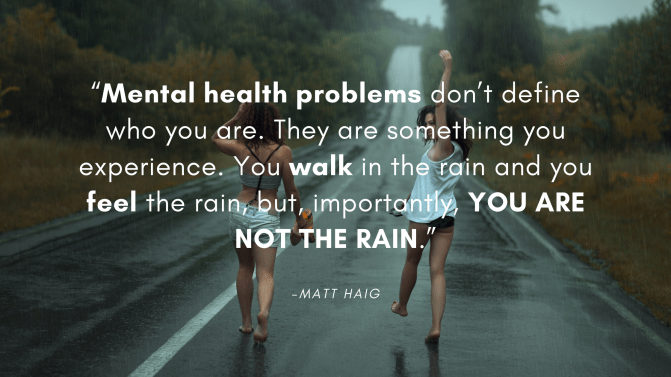 “Mental health problems don’t define
who you are. They are something you
experience. You walk in the rain and you
feel the rain, but, importantly, YOU ARE
NOT THE RAIN.”
-MATT HAIG